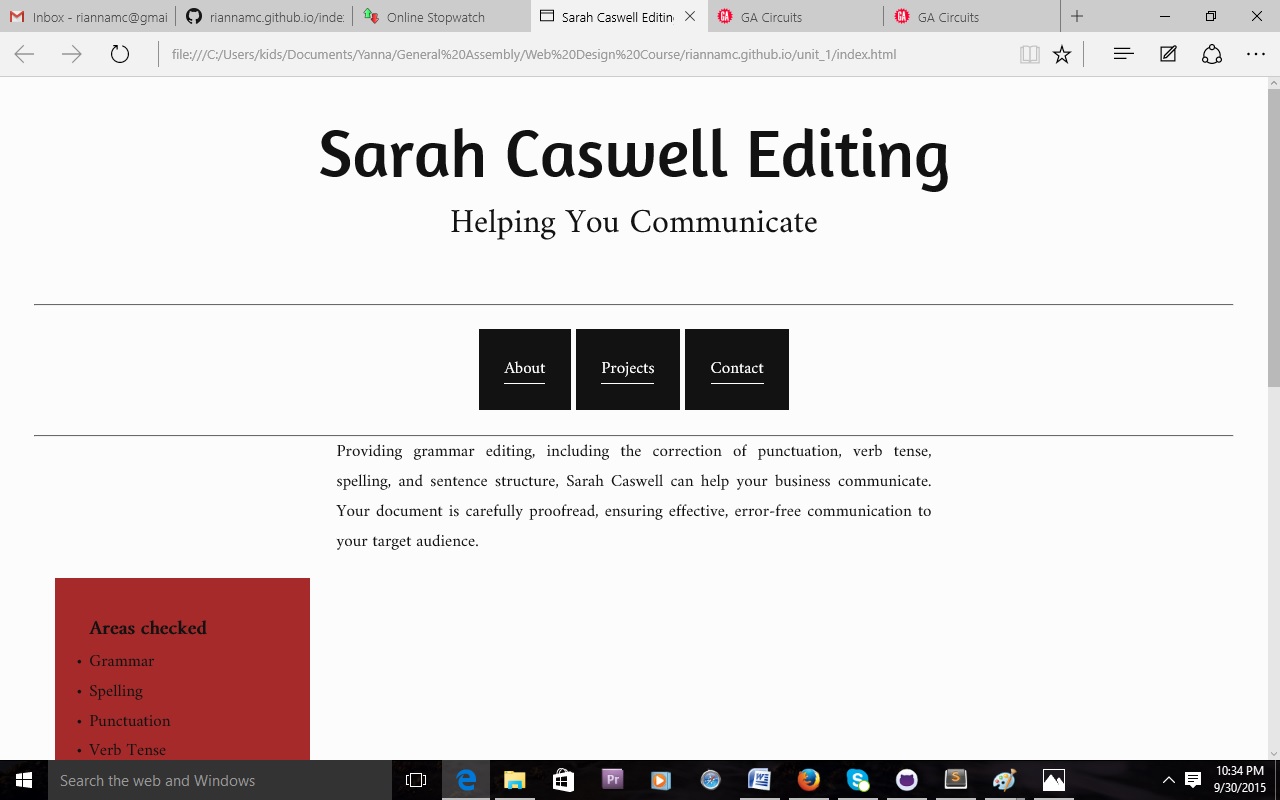 Inbox - riannamc@gmai
riannamc.github.io/inde
Online Stopwatch
Sarah Caswell Editin
GA GA Circuits
GA GA Circuits
file:///C:/Users/kids/Documents/Yanna/General%20Assembly/Web%20Design%20Course/riannamc.github.io/unit_1/index.html
Sarah Caswell Editing
Helping You Communicate
About Projects Contact
Providing grammar editing, including the correction of punctuation, verb tense,
spelling, and sentence structure, Sarah Caswell can help your business communicate.
Your document is carefully proofread, ensuring effective, error-free communication to
your target audience.
Areas checked
• Grammar
• Spelling
• Punctuation
• Verb Tense
Search the web and Windows
Pr
W
S
S
10:34 PM
9/30/2015